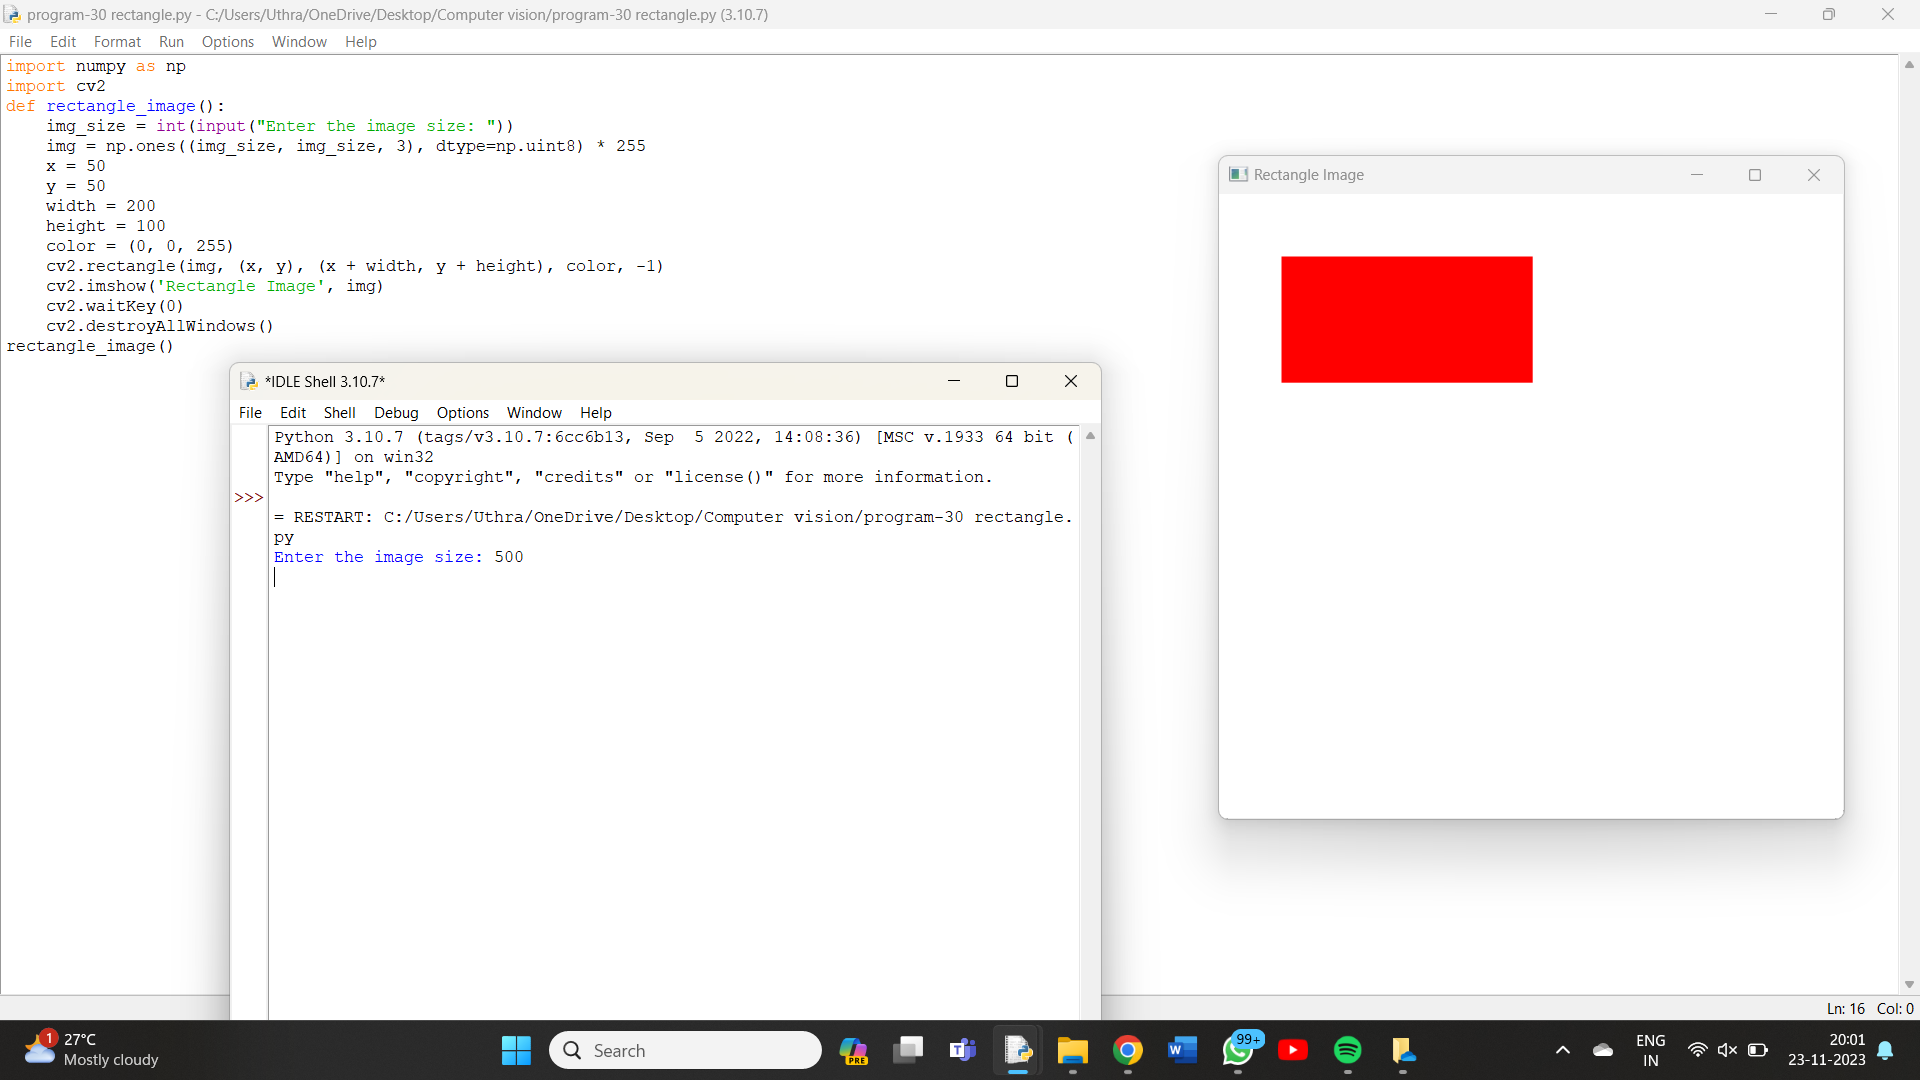 program-30 rectangle.py - C:/Users/Uthra/OneDrive/Desktop/Computer vision/program-30 rectangle.py (3.10.7)
File Edit Format Run Options Window Help
import numpy as np
import cv2
def rectangle_image():
    img_size = int(input("Enter the image size: "))
    img = np.ones((img_size, img_size, 3), dtype=np.uint8) * 255
    x = 50
    y = 50
    width = 200
    height = 100
    color = (0, 0, 255)
    cv2.rectangle(img, (x, y), (x + width, y + height), color, -1)
    cv2.imshow('Rectangle Image', img)
    cv2.waitKey(0)
    cv2.destroyAllWindows()
rectangle_image()
Rectangle Image
*IDLE Shell 3.10.7*
File Edit Shell Debug Options Window Help
Python 3.10.7 (tags/v3.10.7:6cc6b13, Sep  5 2022, 14:08:36) [MSC v.1933 64 bit (
AMD64)] on win32
Type "help", "copyright", "credits" or "license()" for more information.
>>>
= RESTART: C:/Users/Uthra/OneDrive/Desktop/Computer vision/program-30 rectangle.
py
Enter the image size: 500
Ln: 16 Col: 0
1
27°C
Mostly cloudy
Search
PRE
T
W
99+
ENG
IN
20:01
23-11-2023